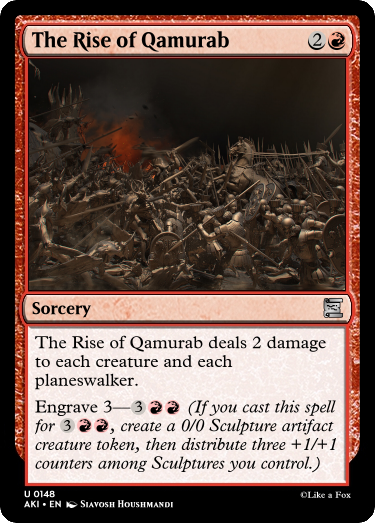 The Rise of Qamurab 2
Sorcery
The Rise of Qamurab deals 2 damage
to each creature and each
planeswalker.
Engrave 3—3 (If you cast this spell
for 3, create a 0/0 Sculpture artifact
creature token, then distribute three +1/+1
counters among Sculptures you control.)
U 0148
AKI • EN Siavosh Houshmandi
©Like a Fox